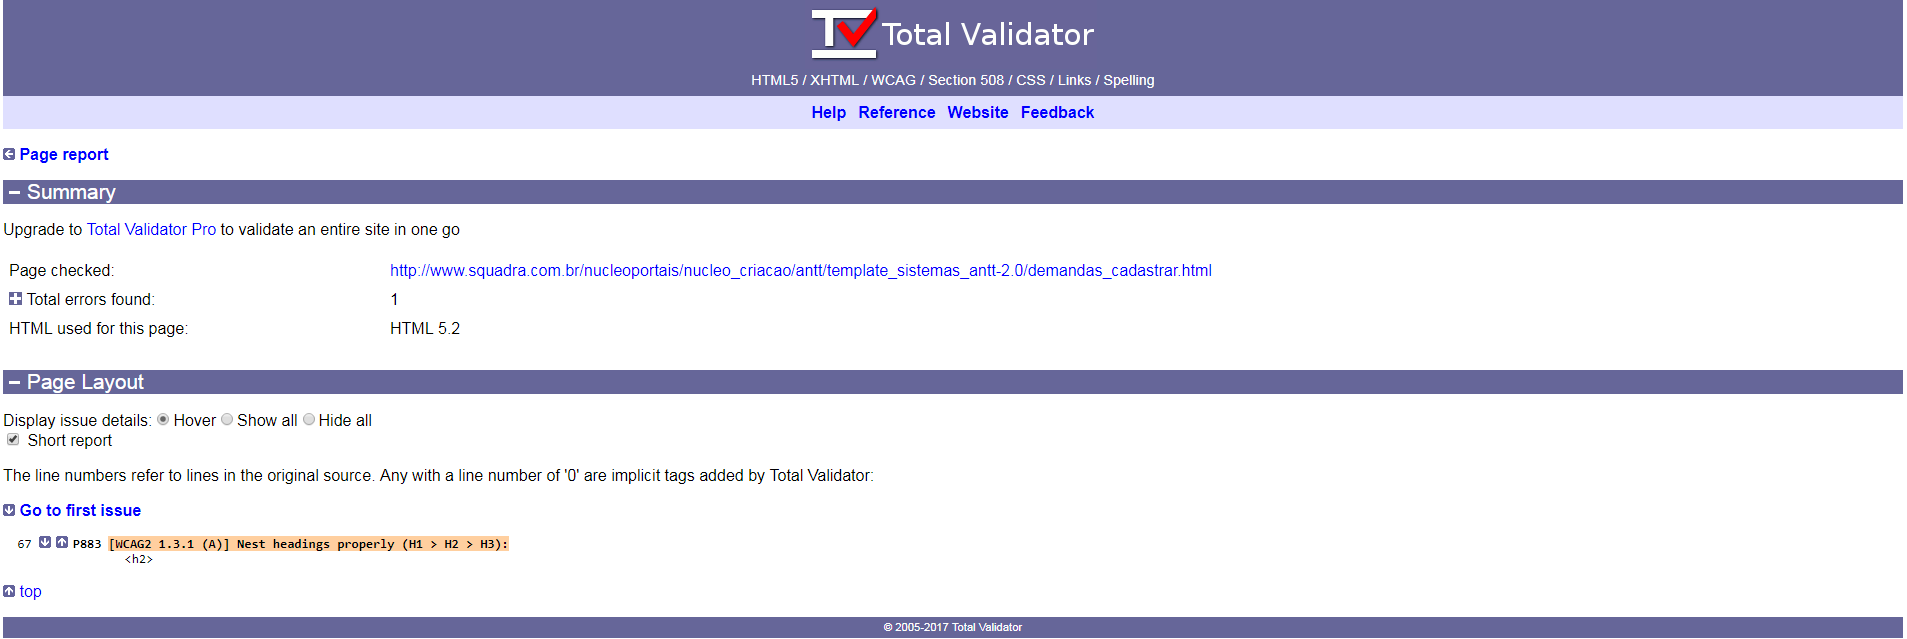 Total Validator
HTML5 / XHTML / WCAG / Section 508 / CSS / Links / Spelling
Help Reference Website Feedback
Page report
Summary
Upgrade to Total Validator Pro to validate an entire site in one go
Page checked: http://www.squadra.com.br/nucleoportais/nucleo_criacao/antt/template_sistemas_antt-2.0/demandas_cadastrar.html
Total errors found: 1
HTML used for this page: HTML 5.2
Page Layout
Display issue details: Hover Show all Hide all
Short report
The line numbers refer to lines in the original source. Any with a line number of '0' are implicit tags added by Total Validator:
Go to first issue
67 P883 [WCAG2 1.3.1 (A)] Nest headings properly (H1 > H2 > H3):
<h2>
top
© 2005-2017 Total Validator